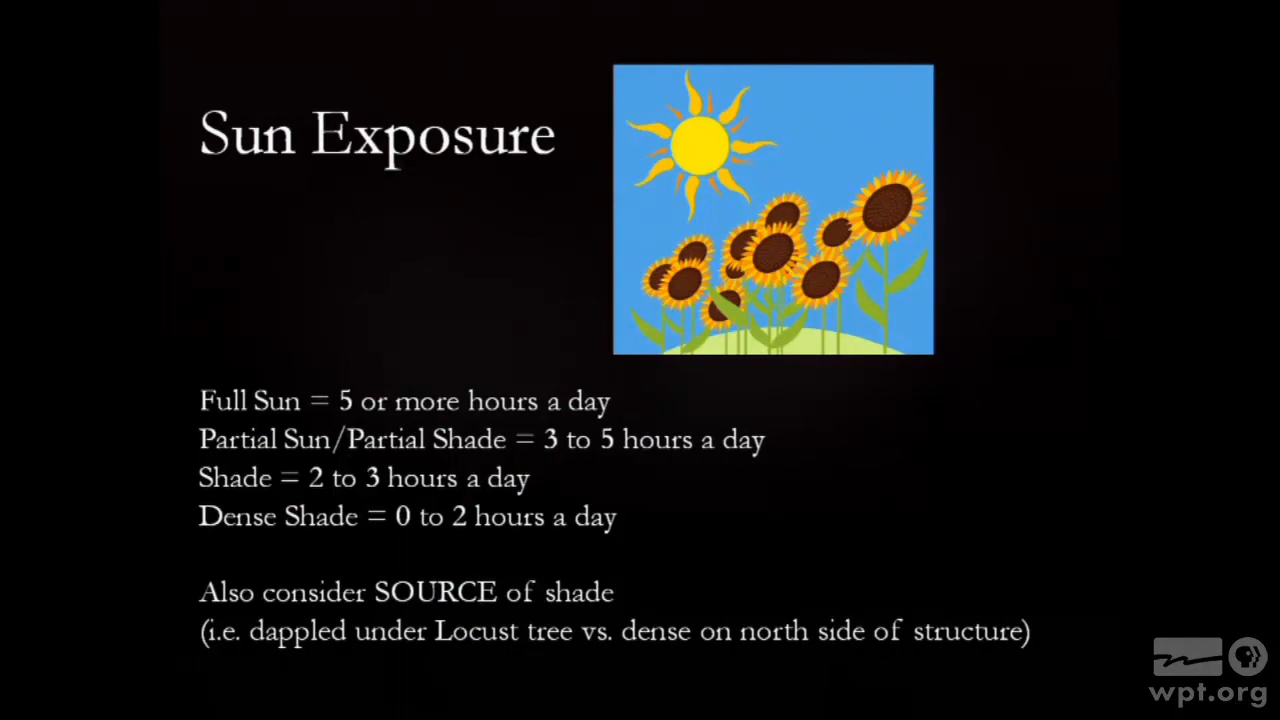 Sun Exposure
Full Sun = 5 or more hours a day
Partial Sun/Partial Shade = 3 to 5 hours a day
Shade = 2 to 3 hours a day
Dense Shade = 0 to 2 hours a day
Also consider SOURCE of shade
(i.e. dappled under Locust tree vs. dense on north side of structure)
wpt.org